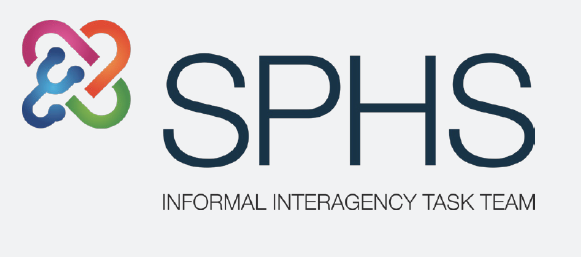 SPHS
INFORMAL INTERAGENCY TASK TEAM